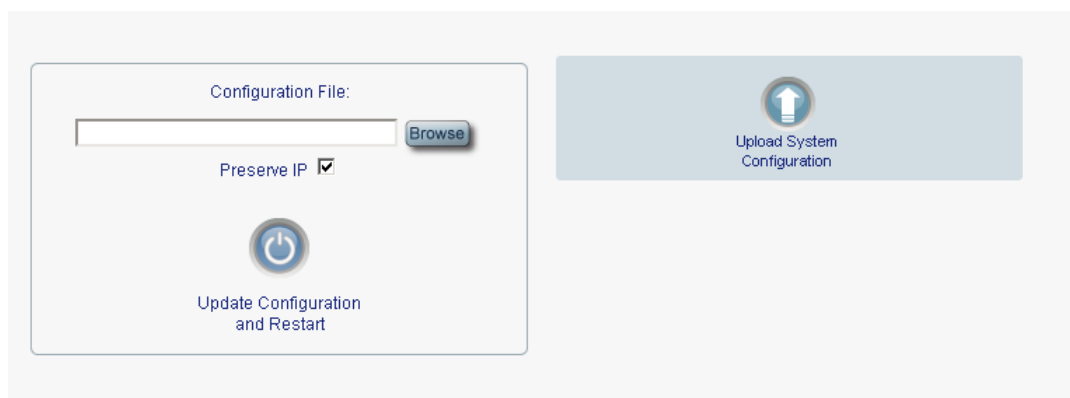 Configuration File:
Browse
Preserve IP
Update Configuration
and Restart
Upload System
Configuration